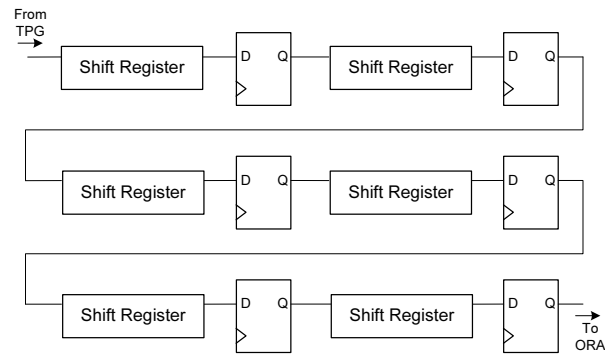 From
TPG
Shift Register
D Q
Shift Register
D Q
Shift Register
D Q
Shift Register
D Q
Shift Register
D Q
Shift Register
D Q
To
ORA